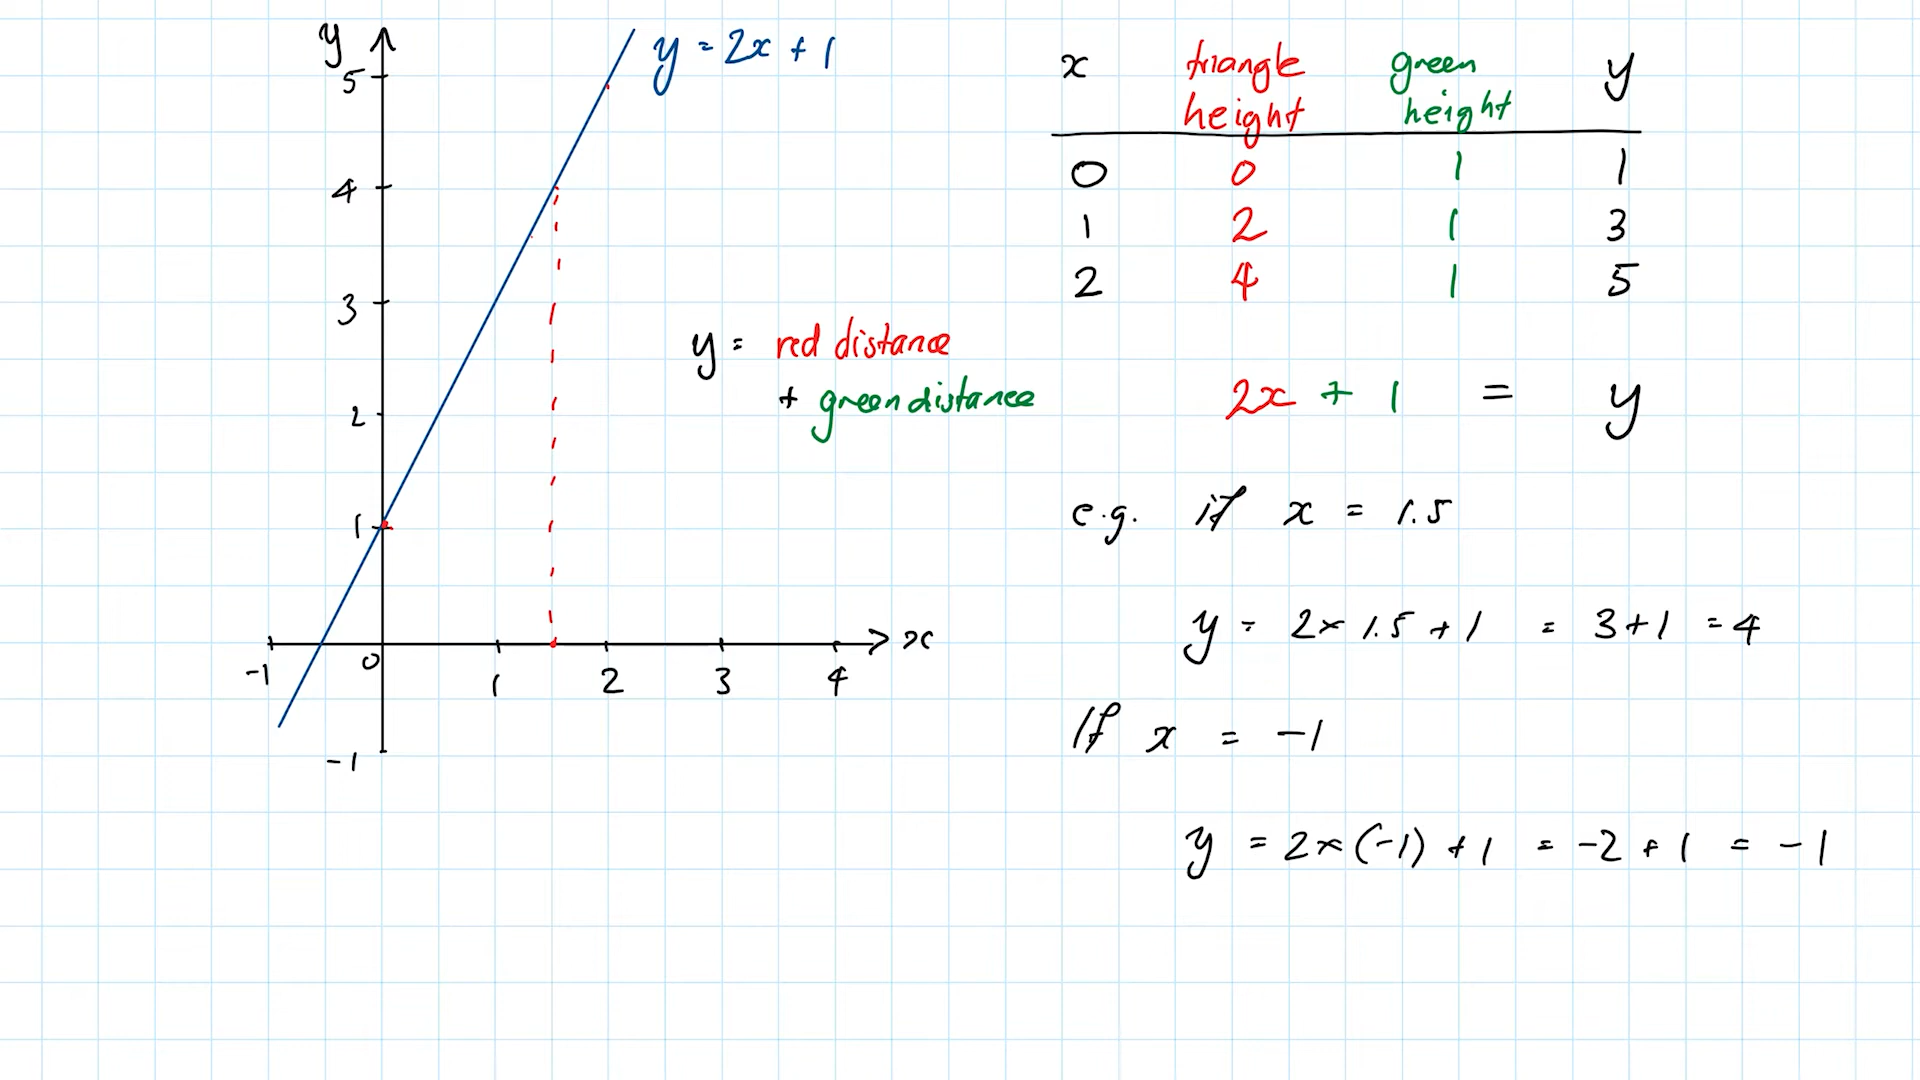 y
y = 2x + 1
5
4
3
2
1
0
-1
1
2
3
4
x
-1
y = red distance
+ green distance
x triangle height green height y
0 0 1 1
1 2 1 3
2 4 1 5
2x + 1 = y
e.g. if x = 1.5
y = 2 × 1.5 + 1 = 3 + 1 = 4
If x = -1
y = 2 × (-1) + 1 = -2 + 1 = -1